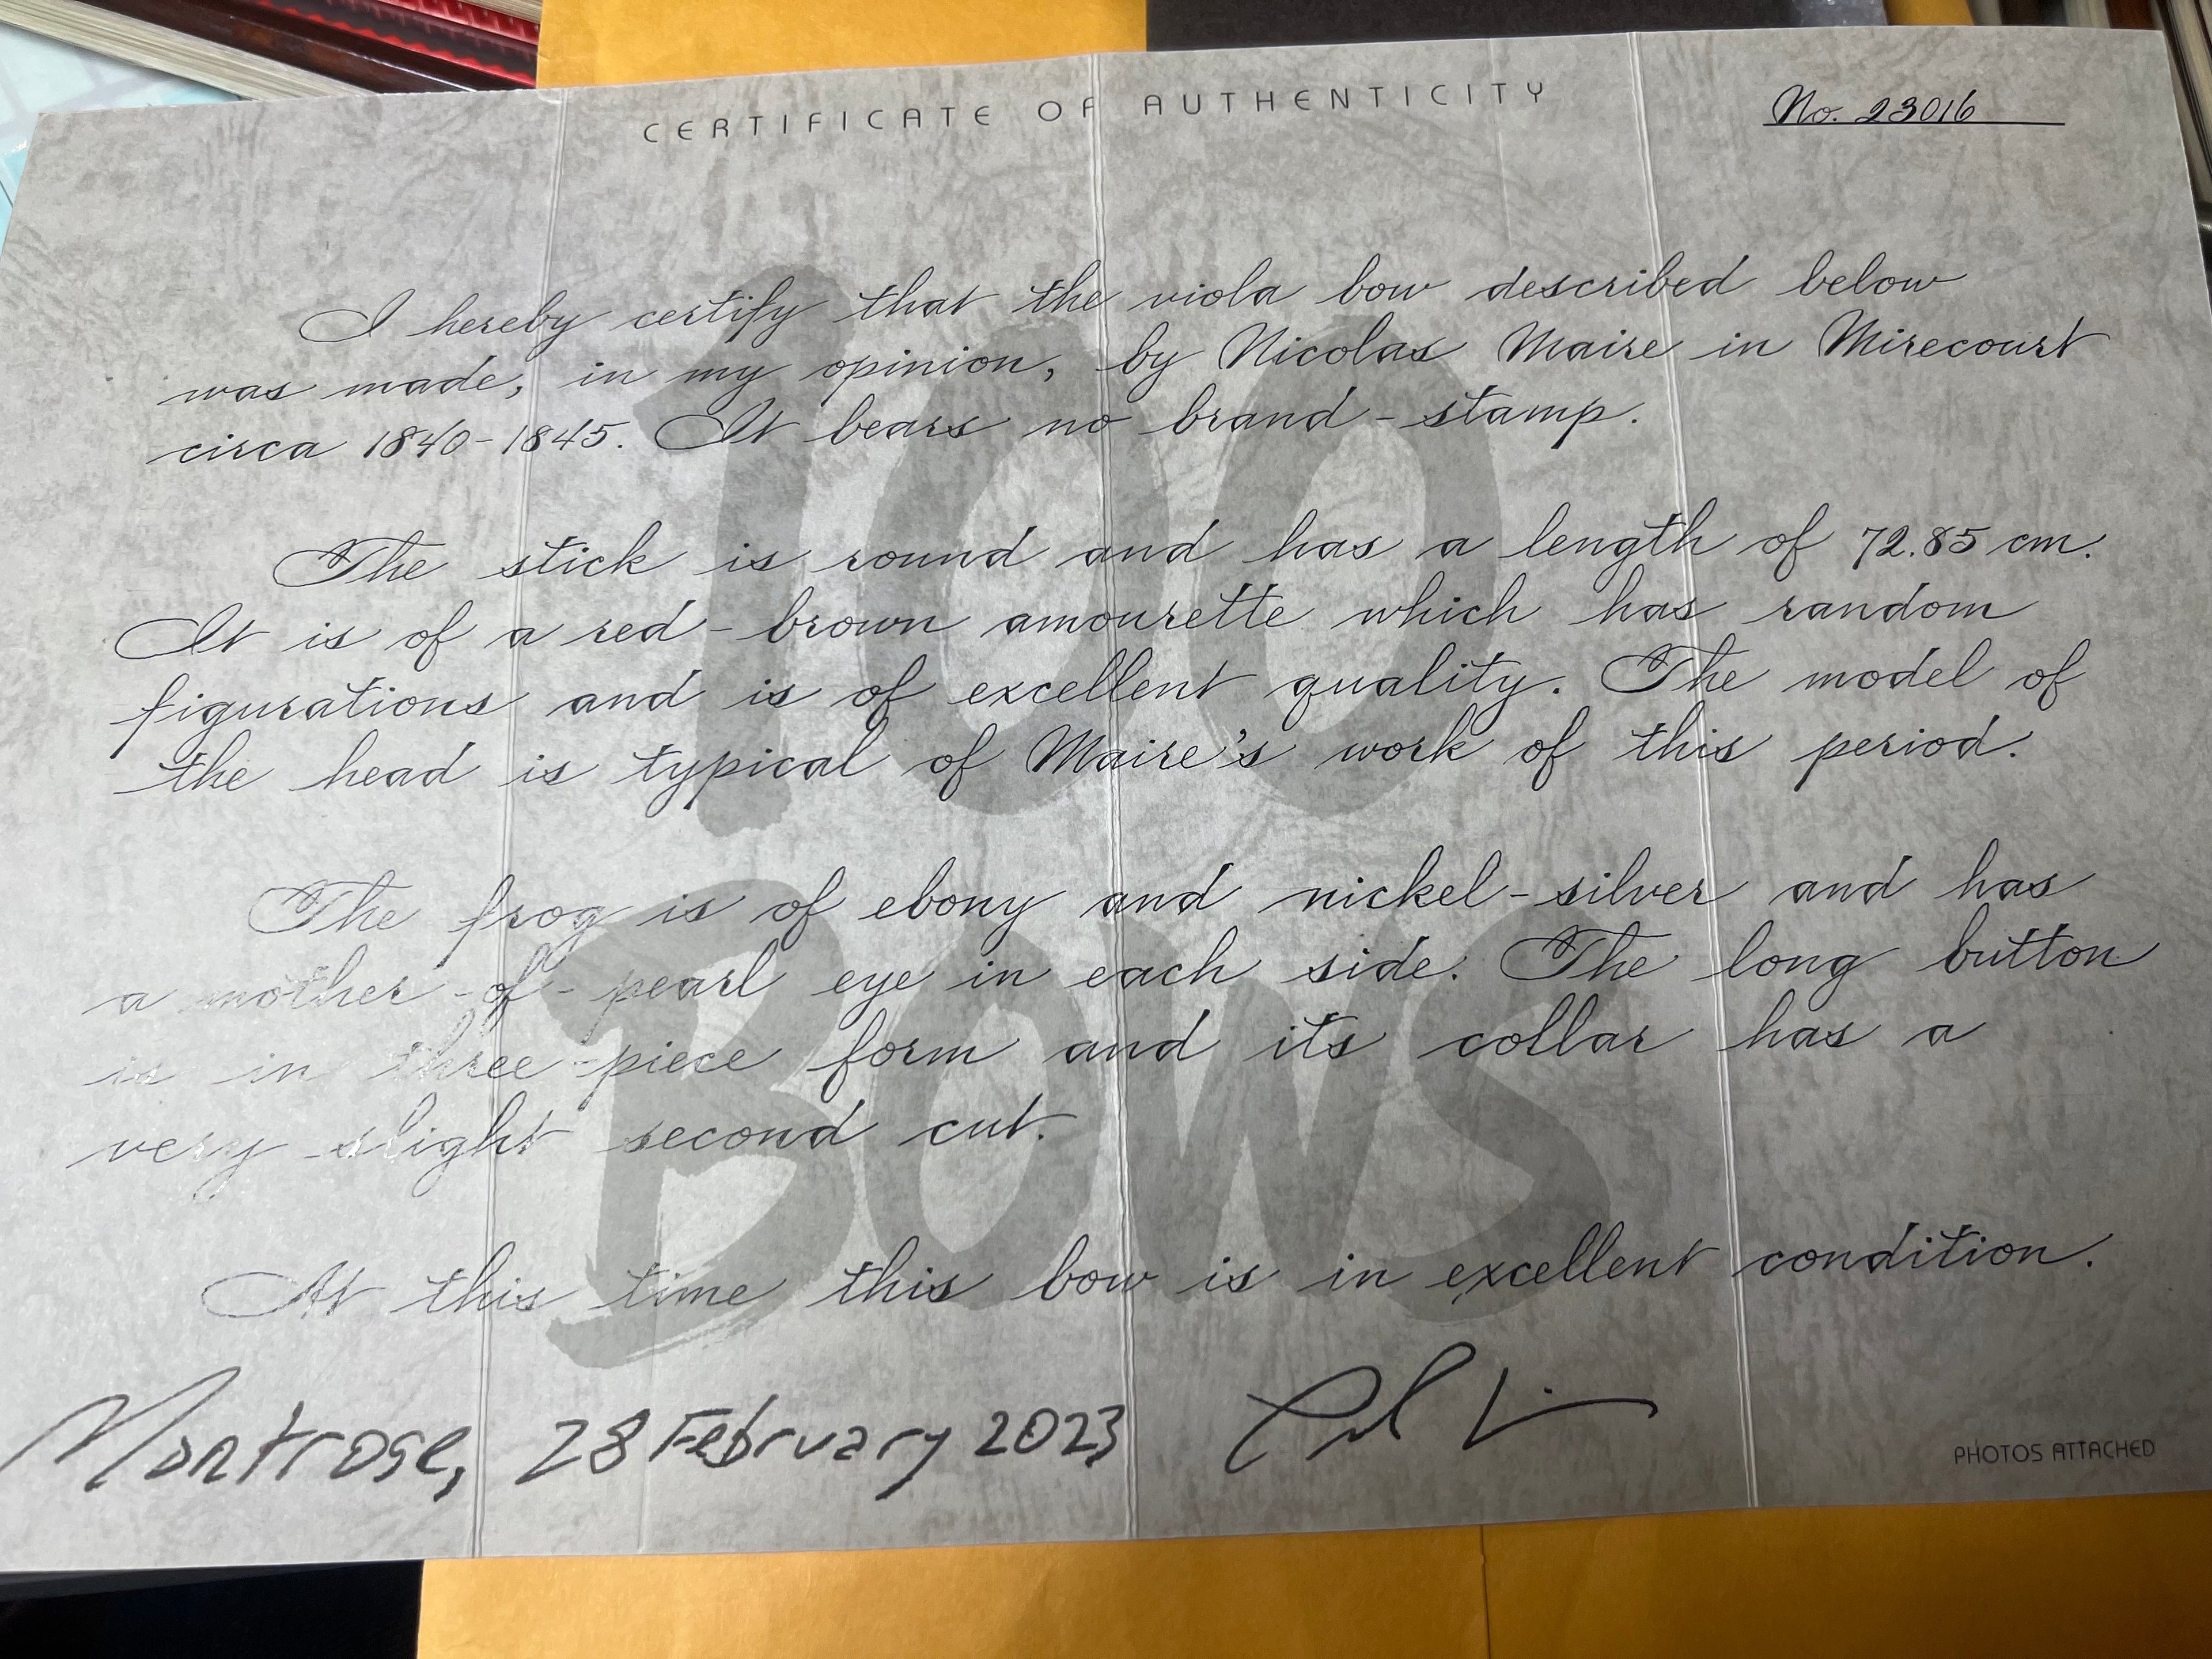 CERTIFICATE OF AUTHENTICITY
No. 23016
100
BOWS
I hereby certify that the viola bow described below
was made, in my opinion, by Nicolas Maire in Mirecourt
circa 1840-1845. It bears no brand-stamp.
The stick is round and has a length of 72.85 cm.
It is of a red-brown amourette which has random
figurations and is of excellent quality. The model of
the head is typical of Maire's work of this period.
The frog is of ebony and nickel-silver and has
a mother-of-pearl eye in each side. The long button
is in three-piece form and its collar has a
very slight second cut.
At this time this bow is in excellent condition.
Montrose, 28 February 2023
PHOTOS ATTACHED